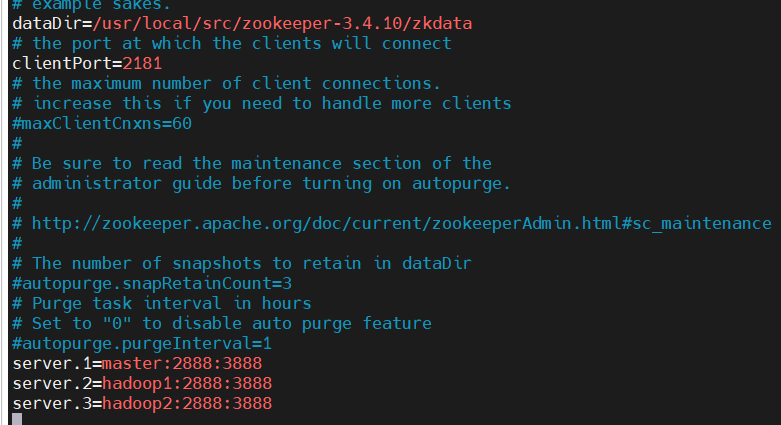 # example sakes.
dataDir=/usr/local/src/zookeeper-3.4.10/zkdata
# the port at which the clients will connect
clientPort=2181
# the maximum number of client connections.
# increase this if you need to handle more clients
#maxClientCnxns=60
#
# Be sure to read the maintenance section of the
# administrator guide before turning on autopurge.
#
# http://zookeeper.apache.org/doc/current/zookeeperAdmin.html#sc_maintenance
#
# The number of snapshots to retain in dataDir
#autopurge.snapRetainCount=3
# Purge task interval in hours
# Set to "0" to disable auto purge feature
#autopurge.purgeInterval=1
server.1=master:2888:3888
server.2=hadoop1:2888:3888
server.3=hadoop2:2888:3888